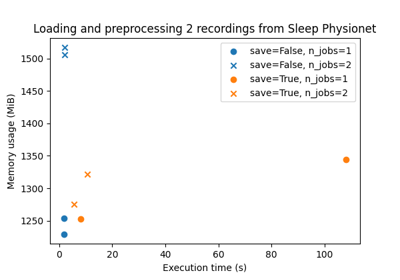 Loading and preprocessing 2 recordings from Sleep Physionet
save=False, n_jobs=1
save=False, n_jobs=2
save=True, n_jobs=1
save=True, n_jobs=2
Memory usage (MiB)
1500
1450
1400
1350
1300
1250
0 20 40 60 80 100
Execution time (s)